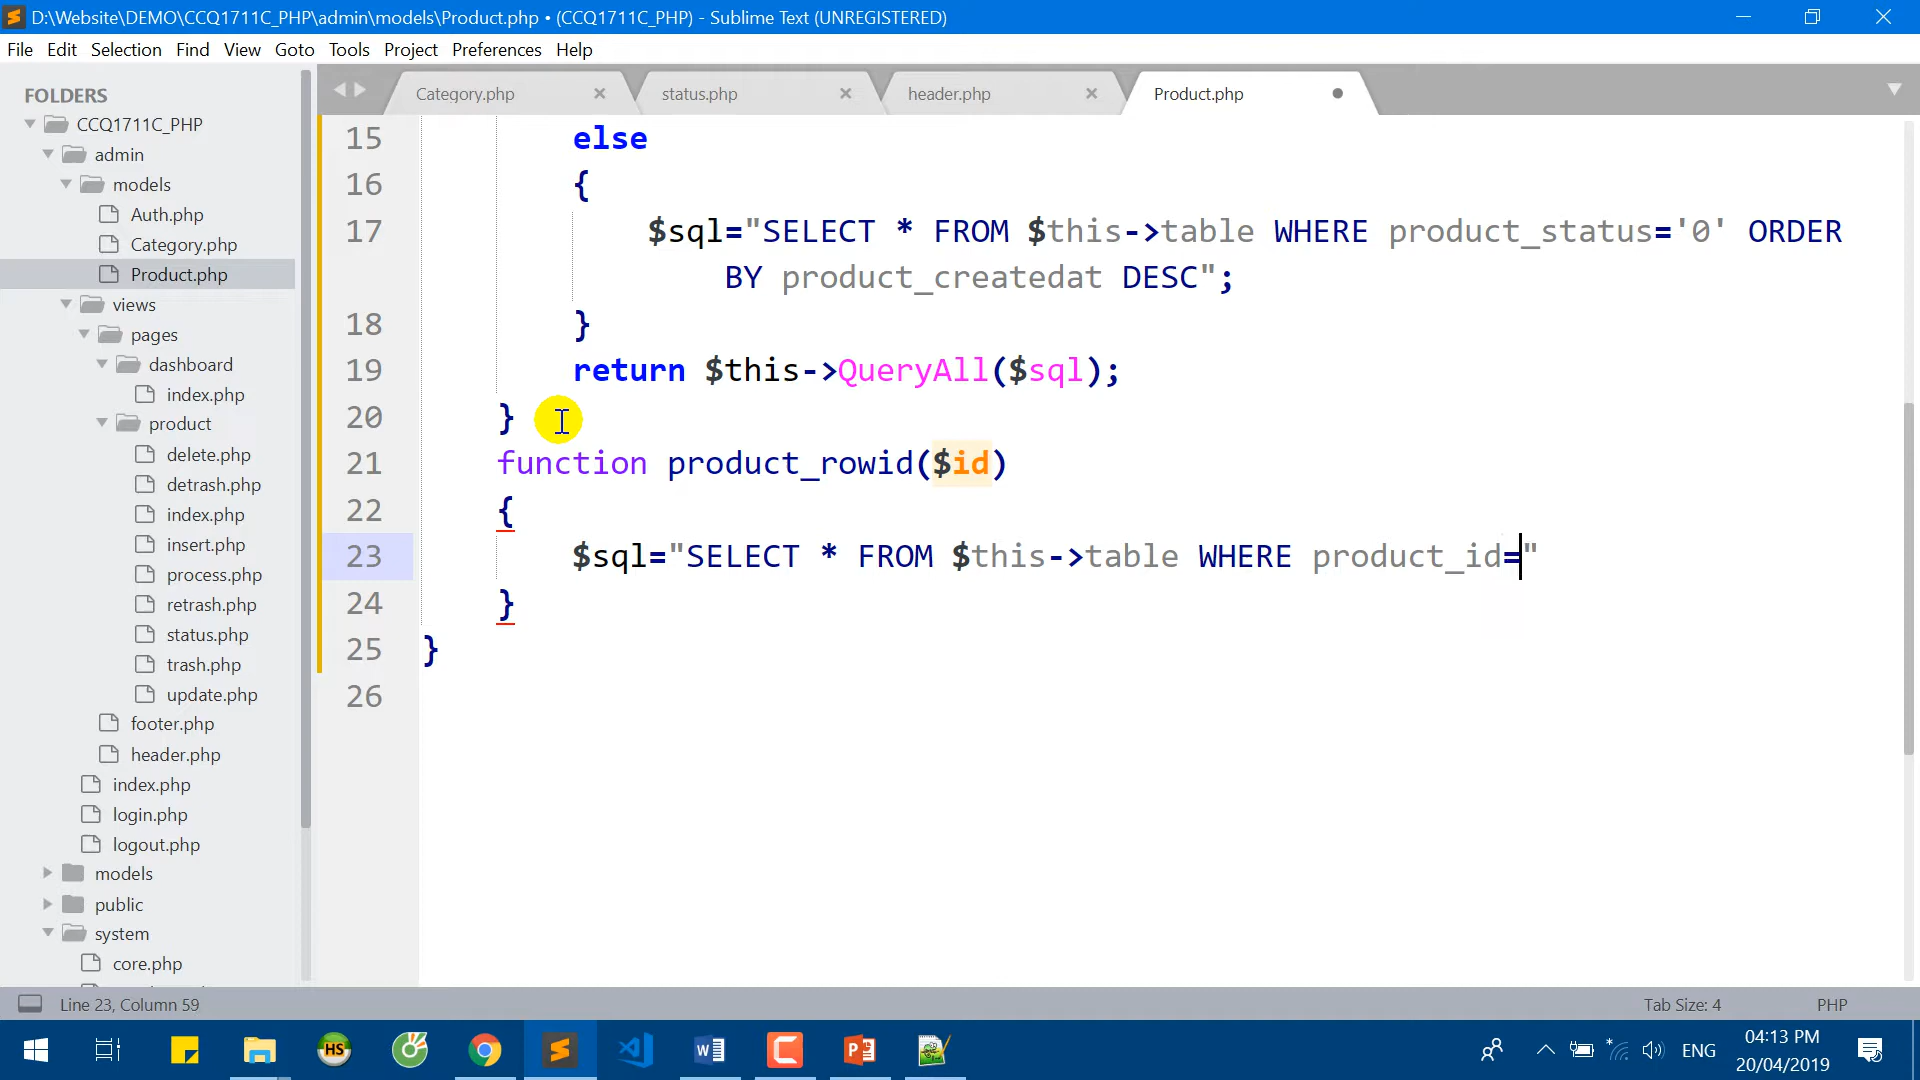 D:\Website\DEMO\CCQ1711C_PHP\admin\models\Product.php • (CCQ1711C_PHP) - Sublime Text (UNREGISTERED)
File Edit Selection Find View Goto Tools Project Preferences Help
FOLDERS
CCQ1711C_PHP
admin
models
Auth.php
Category.php
Product.php
views
pages
dashboard
index.php
product
delete.php
detrash.php
index.php
insert.php
process.php
retrash.php
status.php
trash.php
update.php
footer.php
header.php
index.php
login.php
logout.php
models
public
system
core.php
Category.php status.php header.php Product.php
15 else
16 {
17 $sql="SELECT * FROM $this->table WHERE product_status='0' ORDER
BY product_createdat DESC";
18 }
19 return $this->QueryAll($sql);
20 }
21 function product_rowid($id)
22 {
23 $sql="SELECT * FROM $this->table WHERE product_id="
24 }
25 }
26
Line 23, Column 59 Tab Size: 4 PHP
HS
ENG
04:13 PM
20/04/2019